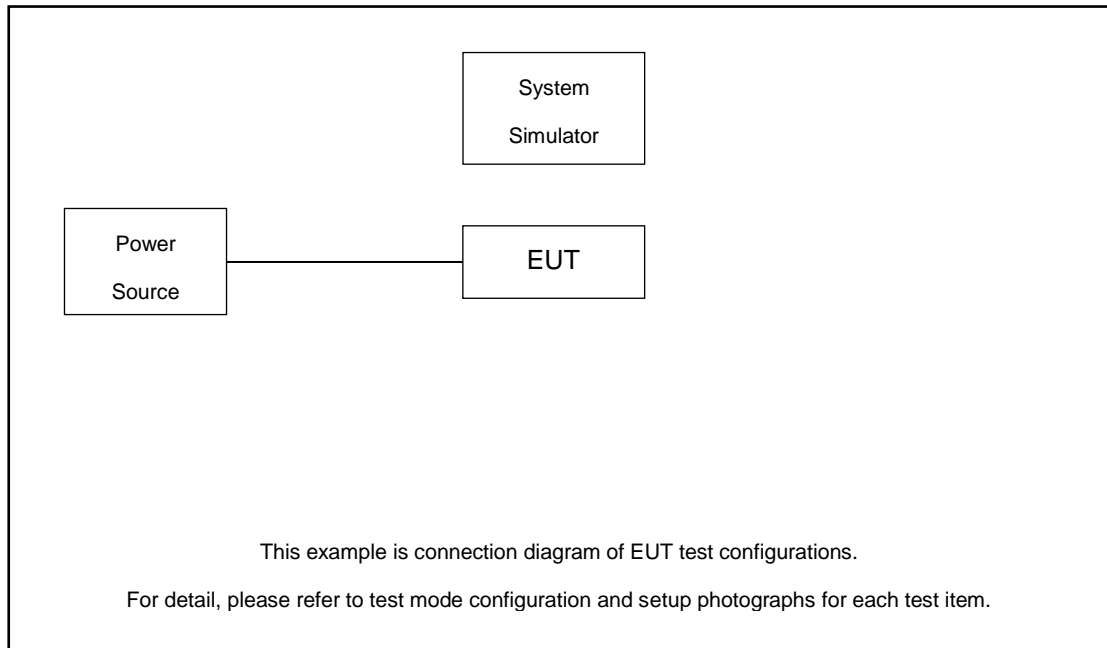 System
Simulator
Power
Source
EUT
This example is connection diagram of EUT test configurations.
For detail, please refer to test mode configuration and setup photographs for each test item.